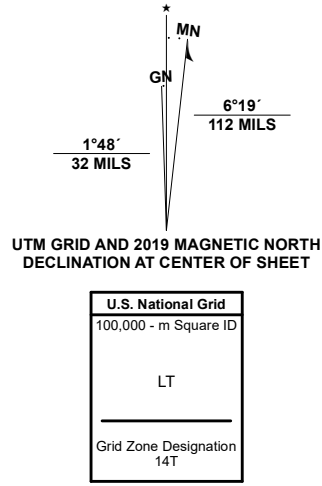 ★
MN
GN
6°19´
112 MILS
1°48´
32 MILS
UTM GRID AND 2019 MAGNETIC NORTH
DECLINATION AT CENTER OF SHEET
U.S. National Grid
100,000 - m Square ID
LT
Grid Zone Designation
14T